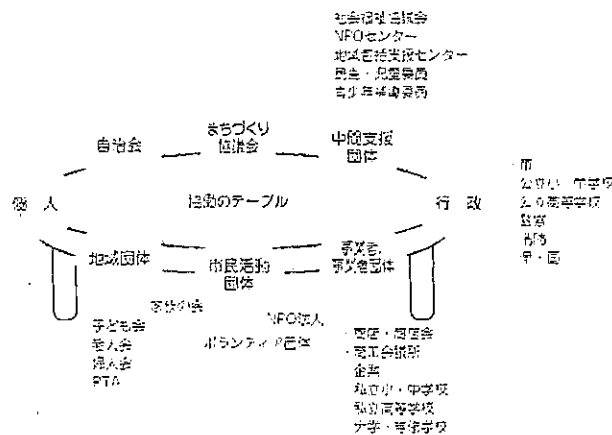 社会福祉協議会
NPOセンター
地域包括支援センター
民生・児童委員
青少年指導委員
自治会
まちづくり
協議会
中間支援
団体
個 人
協働のテーブル
行 政
・市
公立小・中学校
公立高等学校
警察
消防
県・国
地域団体
市民活動
団体
事業者、
事業者団体
子ども会
老人会
婦人会
PTA
NPO法人
ボランティア団体
・商店・商店会
・商工会議所
企業
私立小・中学校
私立高等学校
大学・専修学校